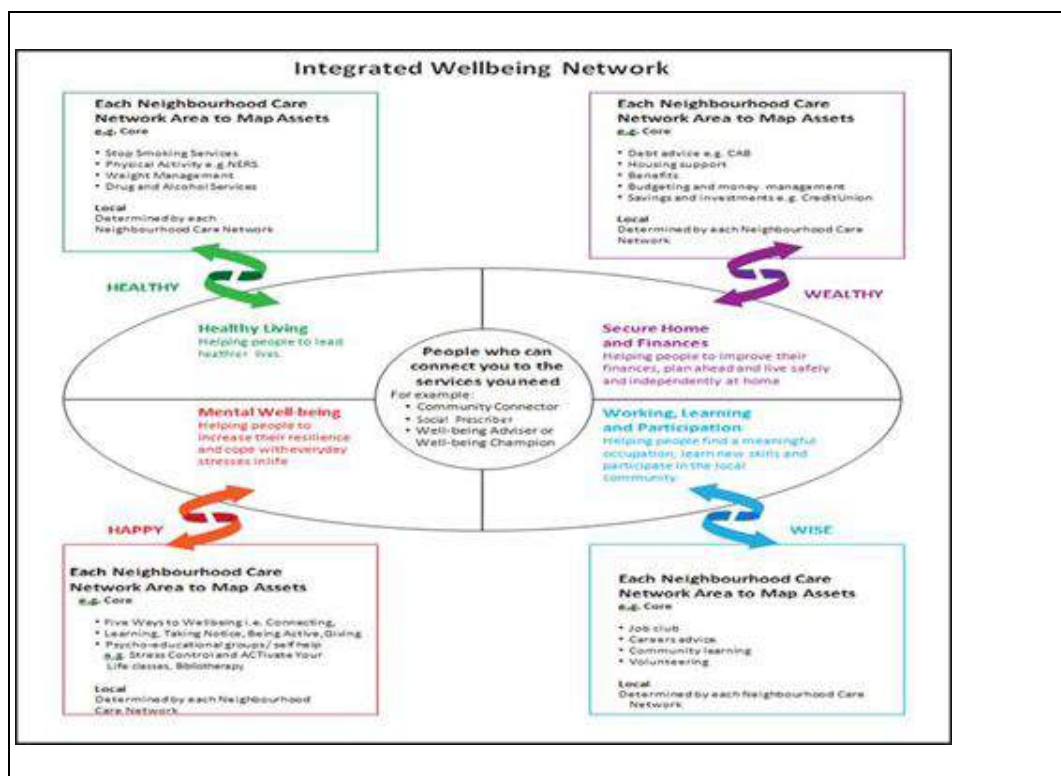 Integrated Wellbeing Network
Each Neighbourhood Care
Network Area to Map Assets
e.g. Core
• Stop Smoking Services
• Physical Activity e.g. NERS
• Weight Management
• Drug and Alcohol Services
Local
Determined by each
Neighbourhood Care Network
HEALTHY
Each Neighbourhood Care
Network Area to Map Assets
e.g. Core
• Debt advice e.g. CAB
• Housing support
• Benefits
• Budgeting and money management
• Savings and investments e.g. CreditUnion
Local
Determined by each Neighbourhood Care
Network
WEALTHY
Healthy Living
Helping people to lead
healthier lives
People who can
connect you to the
services you need
For example:
• Community Connector
• Social Prescriber
• Well-being Adviser or
Well-being Champion
Secure Home
and Finances
Helping people to improve their
finances, plan ahead and live safely
and independently at home
Mental Well-being
Helping people to
increase their resilience
and cope with everyday
stresses in life
Working, Learning
and Participation
Helping people find a meaningful
occupation, learn new skills and
participate in the local
community
HAPPY
WISE
Each Neighbourhood Care
Network Area to Map Assets
e.g. Core
• Five Ways to Wellbeing i.e. Connecting,
• Learning, Taking Notice, Being Active, Giving
• Psycho-educational groups/ self help
e.g. Stress Control and ACTivate Your
Life classes, Bibliotherapy
Local
Determined by each Neighbourhood
Care Network
Each Neighbourhood Care
Network Area to Map Assets
e.g. Core
• Job club
• Careers advice
• Community learning
• Volunteering
Local
Determined by each Neighbourhood Care
Network